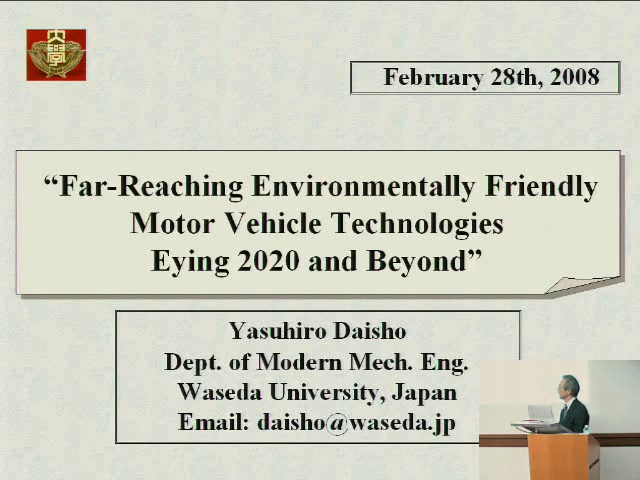 February 28th, 2008
“Far-Reaching Environmentally Friendly
Motor Vehicle Technologies
Eying 2020 and Beyond”
Yasuhiro Daisho
Dept. of Modern Mech. Eng.
Waseda University, Japan
Email: daisho@waseda.jp